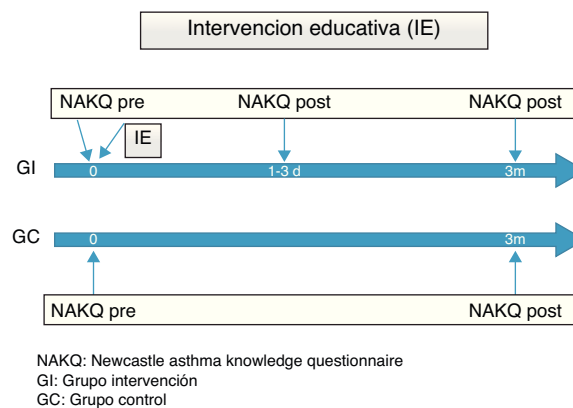 Intervencion educativa (IE)
NAKQ pre NAKQ post NAKQ post
IE
GI 0 1-3 d 3m
GC 0 3m
NAKQ pre NAKQ post
NAKQ: Newcastle asthma knowledge questionnaire
GI: Grupo intervención
GC: Grupo control